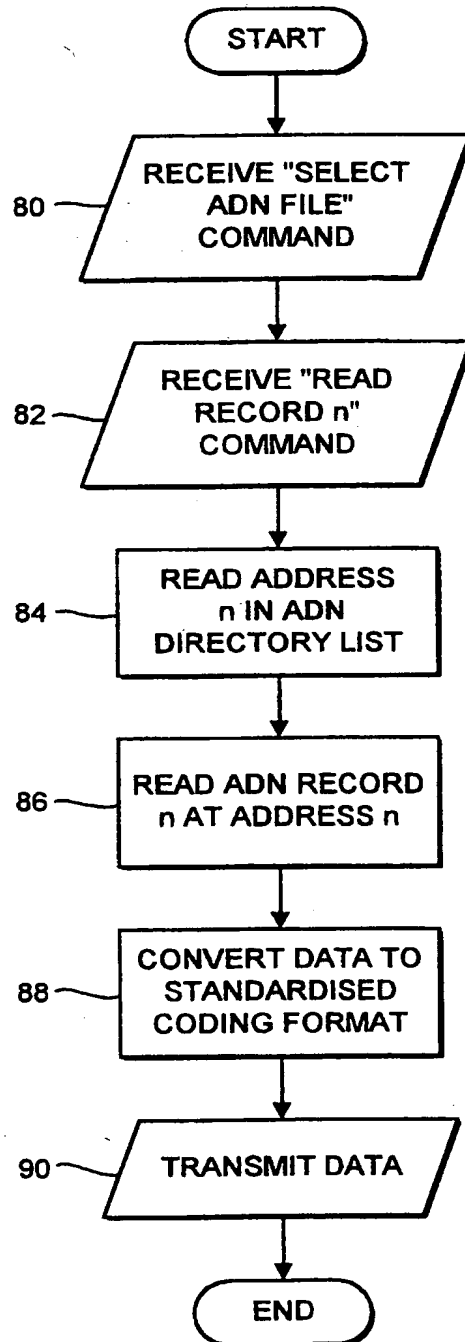 START
80
RECEIVE "SELECT
ADN FILE"
COMMAND
82
RECEIVE "READ
RECORD n"
COMMAND
84
READ ADDRESS
n IN ADN
DIRECTORY LIST
86
READ ADN RECORD
n AT ADDRESS n
88
CONVERT DATA TO
STANDARDISED
CODING FORMAT
90
TRANSMIT DATA
END